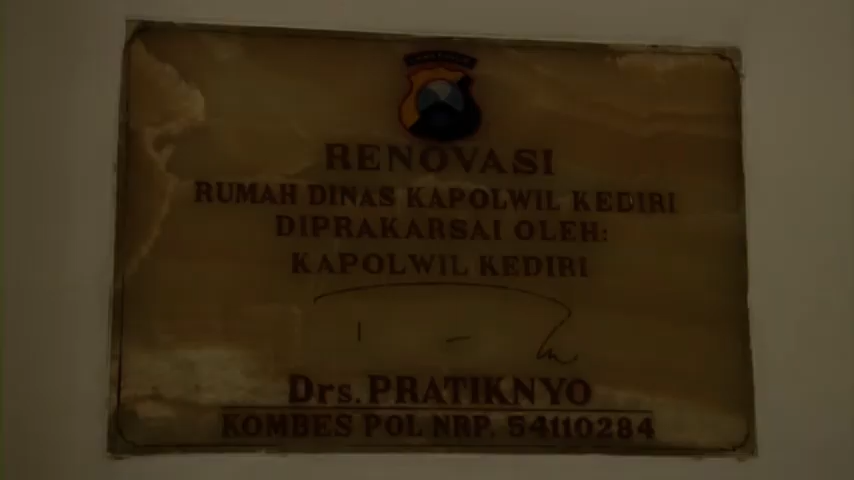 RENOVASI
RUMAH DINAS KAPOLWIL KEDIRI
DIPRAKARSAI OLEH:
KAPOLWIL KEDIRI
Drs. PRATIKNYO
KOMBES POL NRP. 54110284